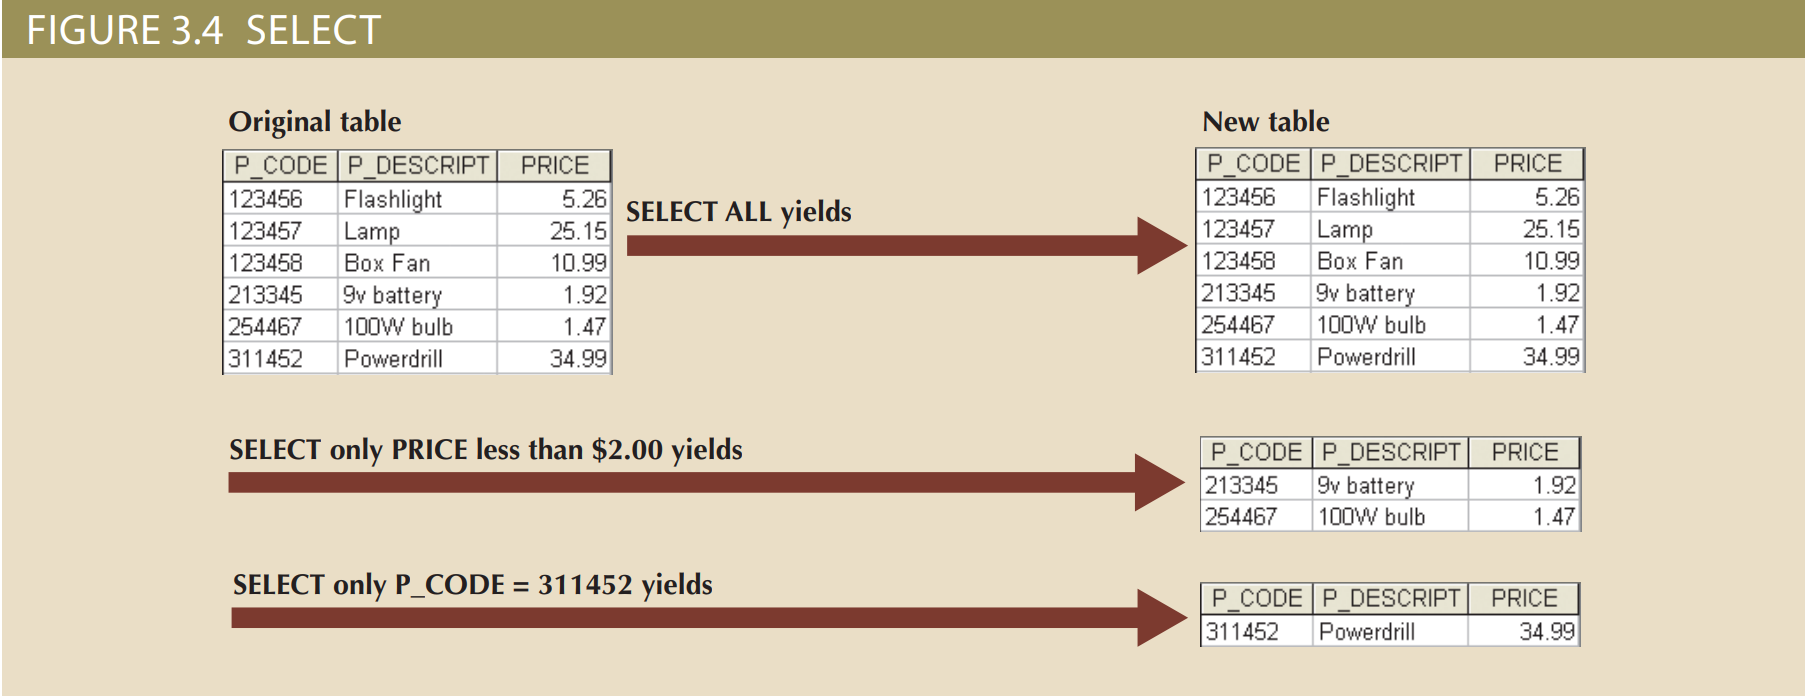 FIGURE 3.4 SELECT
Original table
P_CODE P_DESCRIPT PRICE
123456 Flashlight 5.26
123457 Lamp 25.15
123458 Box Fan 10.99
213345 9v battery 1.92
254467 100W bulb 1.47
311452 Powerdrill 34.99
SELECT ALL yields
New table
P_CODE P_DESCRIPT PRICE
123456 Flashlight 5.26
123457 Lamp 25.15
123458 Box Fan 10.99
213345 9v battery 1.92
254467 100W bulb 1.47
311452 Powerdrill 34.99
SELECT only PRICE less than $2.00 yields
P_CODE P_DESCRIPT PRICE
213345 9v battery 1.92
254467 100W bulb 1.47
SELECT only P_CODE = 311452 yields
P_CODE P_DESCRIPT PRICE
311452 Powerdrill 34.99